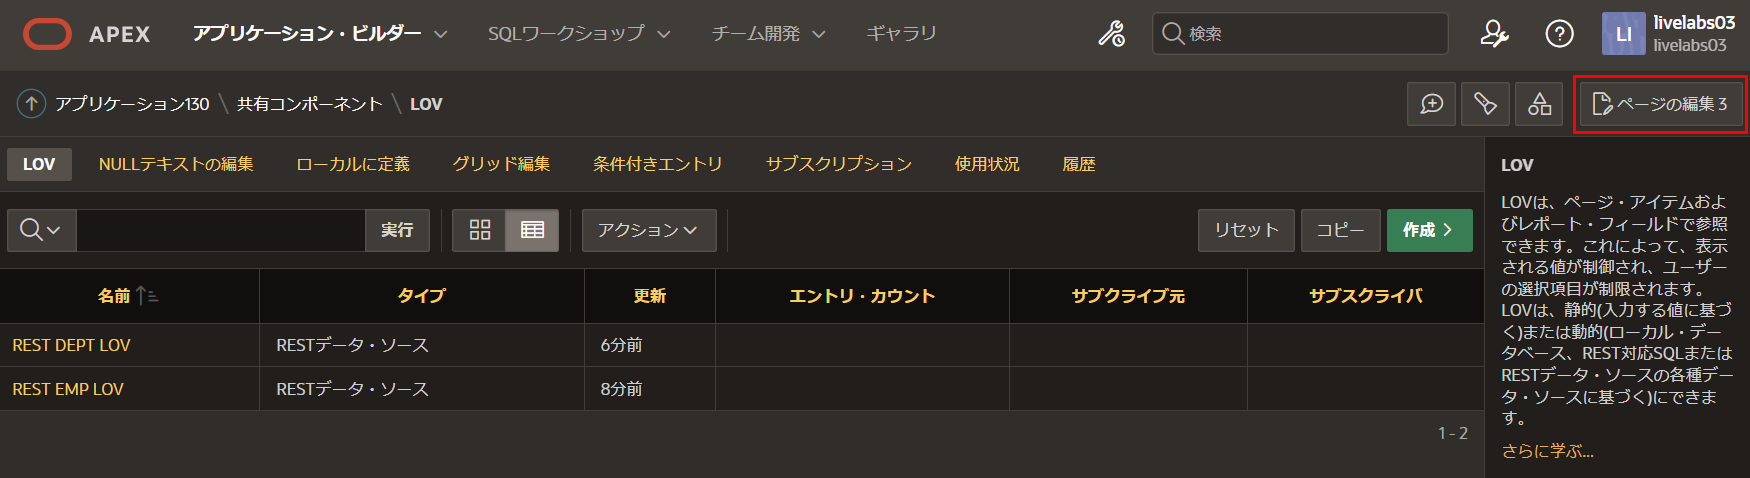 APEX アプリケーション・ビルダー SQLワークショップ チーム開発 ギャラリ 検索 LI livelabs03
livelabs03
アプリケーション130 \ 共有コンポーネント \ LOV ページの編集 3
LOV NULLテキストの編集 ローカルに定義 グリッド編集 条件付きエントリ サブスクリプション 使用状況 履歴
実行 アクション リセット コピー 作成
名前 タイプ 更新 エントリ・カウント サブクライブ元 サブスクライバ
REST DEPT LOV RESTデータ・ソース 6分前
REST EMP LOV RESTデータ・ソース 8分前
1 - 2
LOV
LOVは、ページ・アイテムおよ
びレポート・フィールドで参照
できます。これによって、表示
される値が制御され、ユーザー
の選択項目が制限されます。
LOVは、静的(入力する値に基づ
く)または動的(ローカル・デー
タベース、REST対応SQLまたは
RESTデータ・ソースの各種デー
タ・ソースに基づく)にできま
す。
さらに学ぶ...